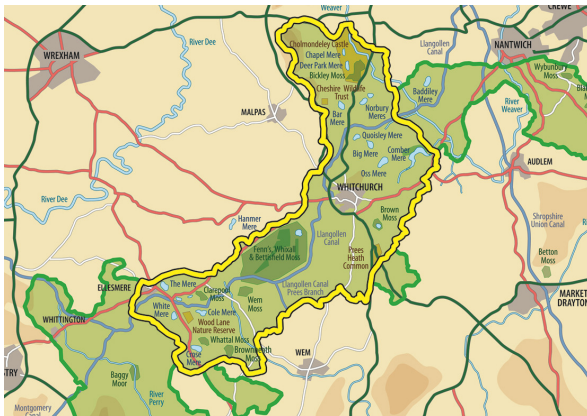 Weaver
CREWE
River Dee
WREXHAM
Cholmondeley Castle
Chapel Mere
Deer Park Mere
Bickley Moss
Cheshire Wildlife
Trust
Llangollen
Canal
NANTWICH
Wybunbury
Moss
Baddiley
Mere
River
Weaver
MALPAS
Bar
Mere
Norbury
Meres
Quoisley Mere
Big Mere
Comber
Mere
Oss Mere
AUDLEM
WHITCHURCH
River Dee
Hanmer
Mere
Brown
Moss
Shropshire
Union Canal
Llangollen
Canal
Fenn's, Whixall
& Bettisfield Moss
Prees
Heath
Common
Betton
Moss
ELLESMERE
The Mere
Clarepool
Moss
Wem
Moss
Llangollen Canal
Prees Branch
MARKET
DRAYTON
WHITTINGTON
White
Mere
Cole Mere
Wood Lane
Nature Reserve
Whattal Moss
Crose
Mere
Brownheath
Moss
WEM
STRY
Baggy
Moor
River
Perry
Montgomery
Canal